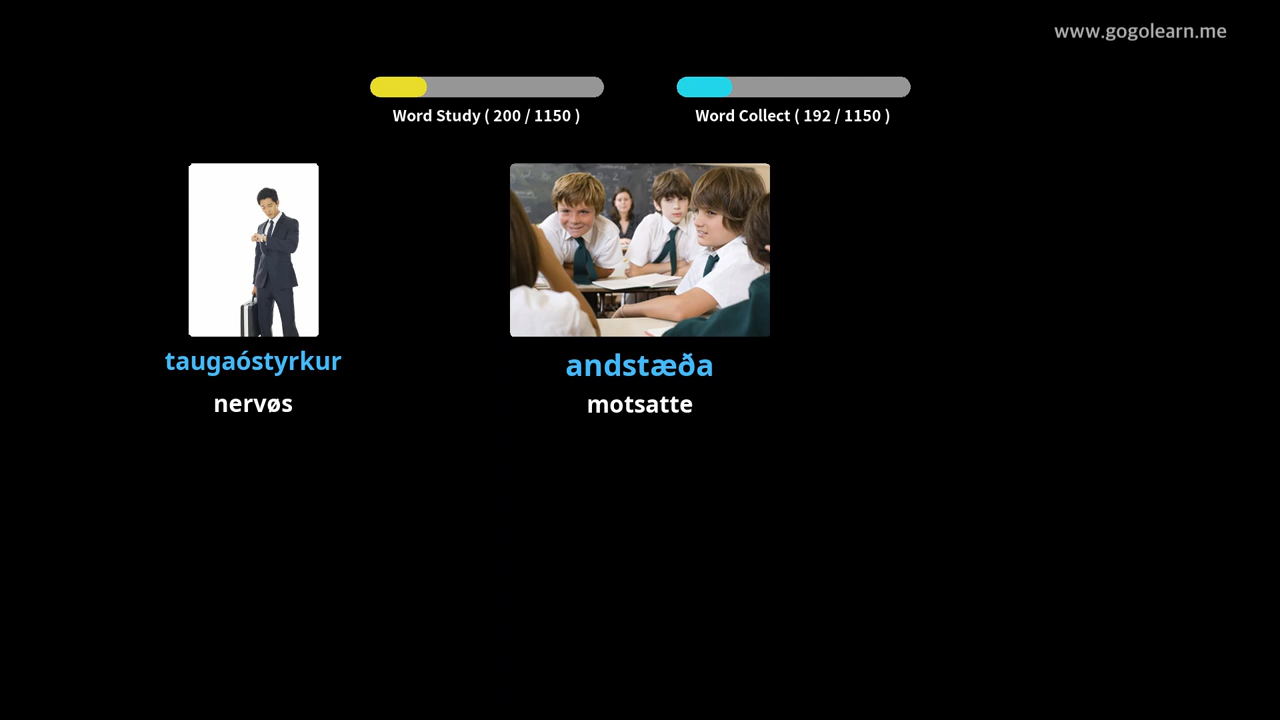 www.gogolearn.me
Word Study ( 200 / 1150 )
Word Collect ( 192 / 1150 )
taugaóstyrkur
andstæða
nervøs
motsatte